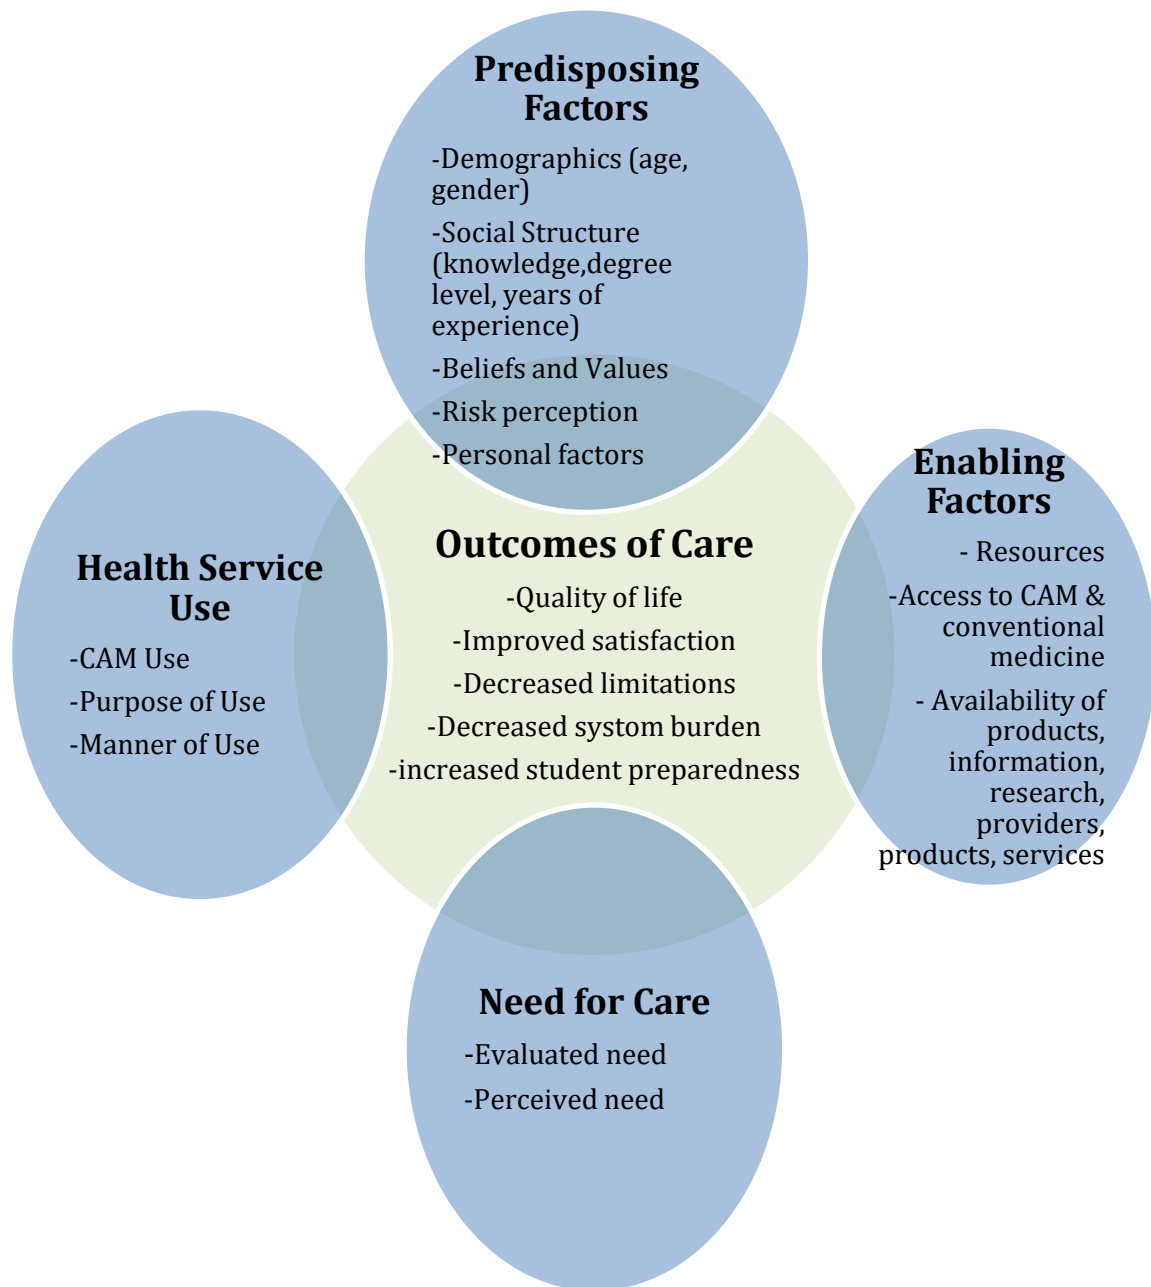 Predisposing
Factors
-Demographics (age,
gender)
-Social Structure
(knowledge,degree
level, years of
experience)
-Beliefs and Values
-Risk perception
-Personal factors
Health Service
Use
-CAM Use
-Purpose of Use
-Manner of Use
Outcomes of Care
-Quality of life
-Improved satisfaction
-Decreased limitations
-Decreased systom burden
-increased student preparedness
Enabling
Factors
- Resources
-Access to CAM &
conventional
medicine
- Availability of
products,
information,
research,
providers,
products, services
Need for Care
-Evaluated need
-Perceived need